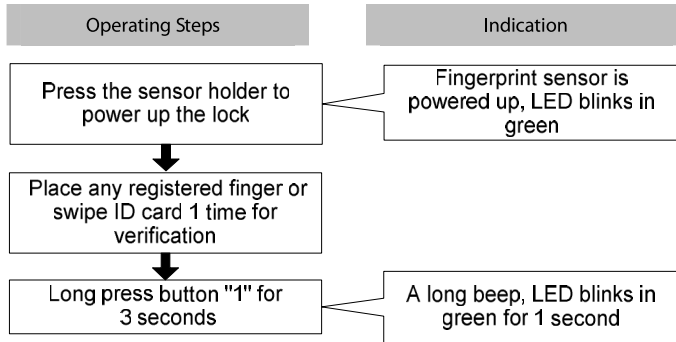 Operating Steps
Indication
Press the sensor holder to
power up the lock
Fingerprint sensor is
powered up, LED blinks in
green
Place any registered finger or
swipe ID card 1 time for
verification
Long press button "1" for
3 seconds
A long beep, LED blinks in
green for 1 second